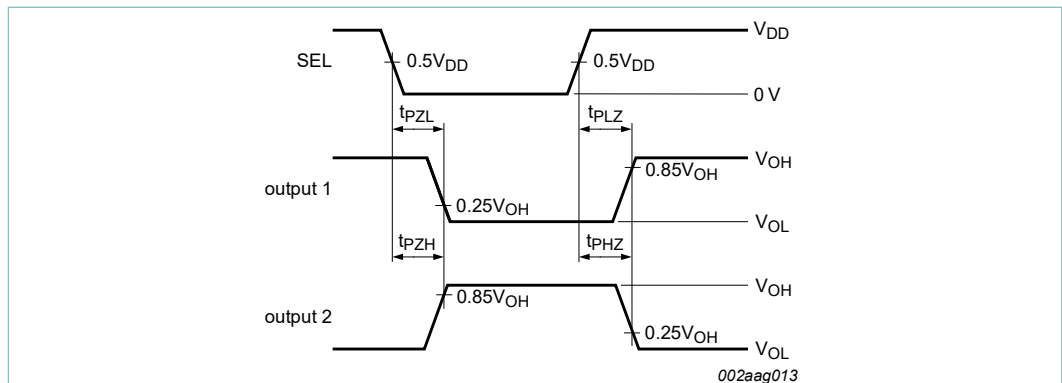 V_DD
SEL
0.5V_DD
0.5V_DD
0 V
t_PZL
t_PLZ
V_OH
0.85V_OH
output 1
0.25V_OH
V_OL
t_PZH
t_PHZ
V_OH
0.85V_OH
output 2
0.25V_OH
V_OL
002aag013